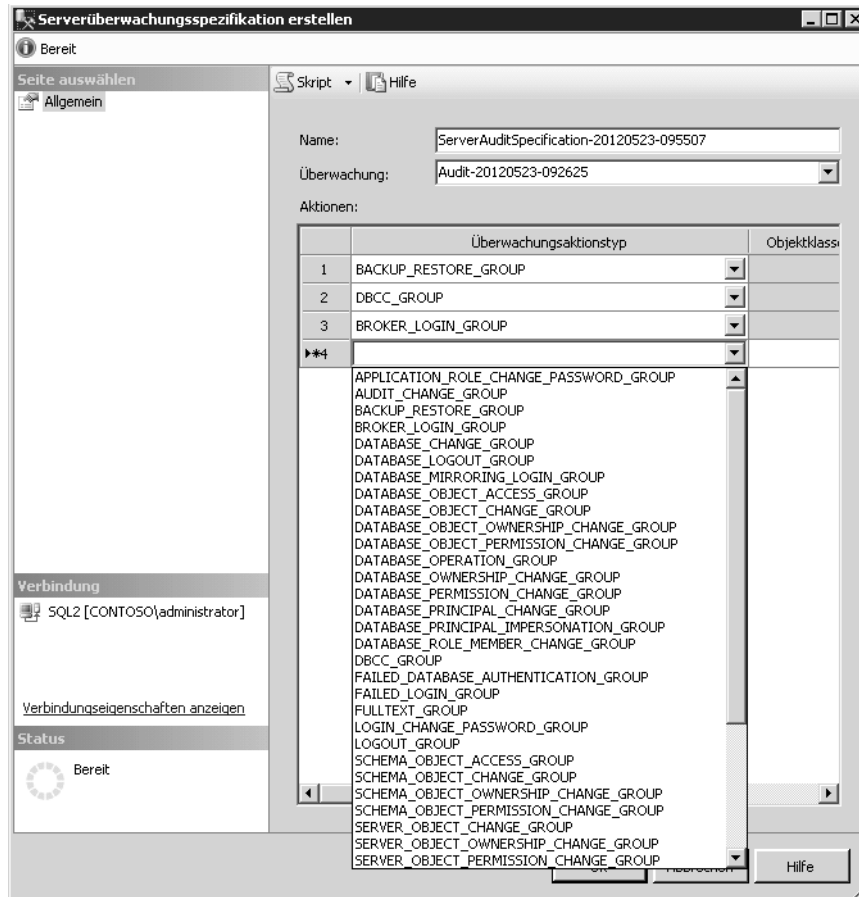 Serverüberwachungsspezifikation erstellen
Bereit
Seite auswählen
Allgemein
Skript
Hilfe
Name:
ServerAuditSpecification-20120523-095507
Überwachung:
Audit-20120523-092625
Aktionen:
Überwachungsaktionstyp
Objektklasse
1
BACKUP_RESTORE_GROUP
2
DBCC_GROUP
3
BROKER_LOGIN_GROUP
*4
APPLICATION_ROLE_CHANGE_PASSWORD_GROUP
AUDIT_CHANGE_GROUP
BACKUP_RESTORE_GROUP
BROKER_LOGIN_GROUP
DATABASE_CHANGE_GROUP
DATABASE_LOGOUT_GROUP
DATABASE_MIRRORING_LOGIN_GROUP
DATABASE_OBJECT_ACCESS_GROUP
DATABASE_OBJECT_CHANGE_GROUP
DATABASE_OBJECT_OWNERSHIP_CHANGE_GROUP
DATABASE_OBJECT_PERMISSION_CHANGE_GROUP
DATABASE_OPERATION_GROUP
DATABASE_OWNERSHIP_CHANGE_GROUP
DATABASE_PERMISSION_CHANGE_GROUP
DATABASE_PRINCIPAL_CHANGE_GROUP
DATABASE_PRINCIPAL_IMPERSONATION_GROUP
DATABASE_ROLE_MEMBER_CHANGE_GROUP
DBCC_GROUP
FAILED_DATABASE_AUTHENTICATION_GROUP
FAILED_LOGIN_GROUP
FULLTEXT_GROUP
LOGIN_CHANGE_PASSWORD_GROUP
LOGOUT_GROUP
SCHEMA_OBJECT_ACCESS_GROUP
SCHEMA_OBJECT_CHANGE_GROUP
SCHEMA_OBJECT_OWNERSHIP_CHANGE_GROUP
SCHEMA_OBJECT_PERMISSION_CHANGE_GROUP
SERVER_OBJECT_CHANGE_GROUP
SERVER_OBJECT_OWNERSHIP_CHANGE_GROUP
SERVER_OBJECT_PERMISSION_CHANGE_GROUP
Verbindung
SQL2 [CONTOSO\administrator]
Verbindungseigenschaften anzeigen
Status
Bereit
Hilfe